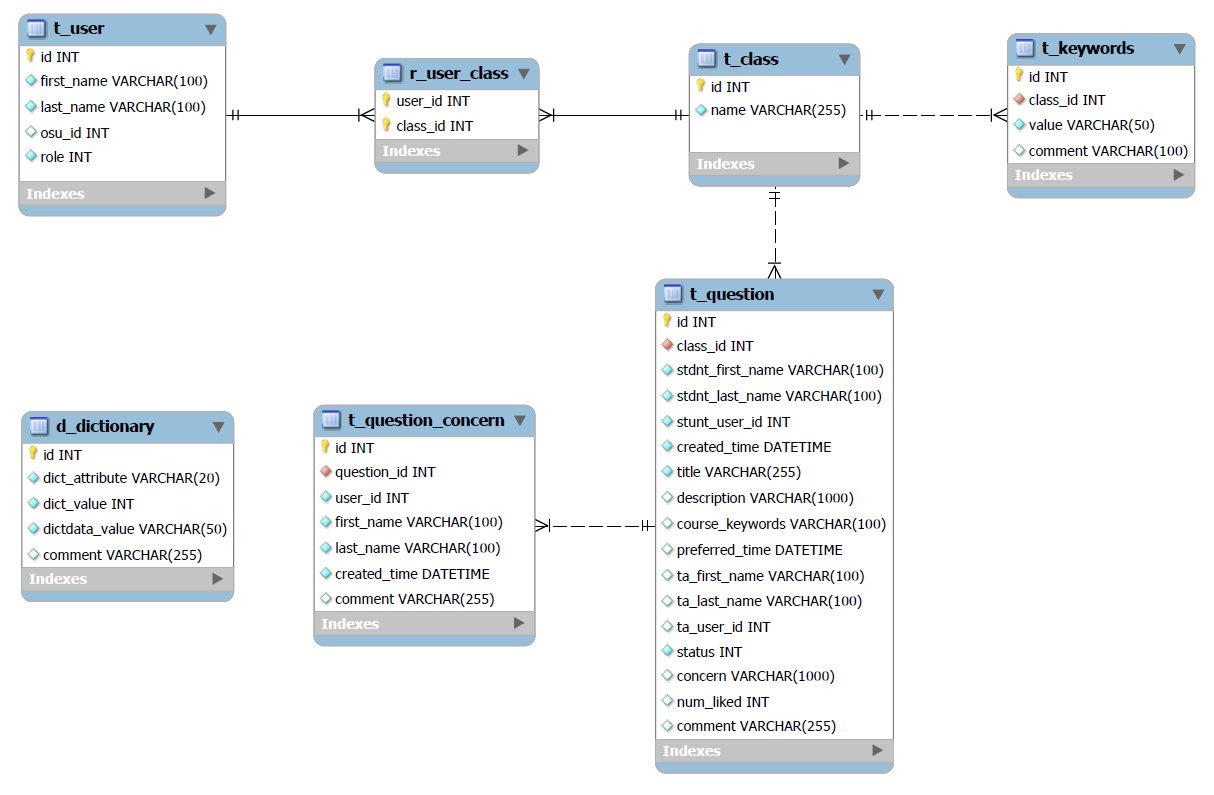 t_user
id INT
first_name VARCHAR(100)
last_name VARCHAR(100)
osu_id INT
role INT
Indexes
r_user_class
user_id INT
class_id INT
Indexes
t_class
id INT
name VARCHAR(255)
Indexes
t_keywords
id INT
class_id INT
value VARCHAR(50)
comment VARCHAR(100)
Indexes
d_dictionary
id INT
dict_attribute VARCHAR(20)
dict_value INT
dictdata_value VARCHAR(50)
comment VARCHAR(255)
Indexes
t_question_concern
id INT
question_id INT
user_id INT
first_name VARCHAR(100)
last_name VARCHAR(100)
created_time DATETIME
comment VARCHAR(255)
Indexes
t_question
id INT
class_id INT
stdnt_first_name VARCHAR(100)
stdnt_last_name VARCHAR(100)
stunt_user_id INT
created_time DATETIME
title VARCHAR(255)
description VARCHAR(1000)
course_keywords VARCHAR(100)
preferred_time DATETIME
ta_first_name VARCHAR(100)
ta_last_name VARCHAR(100)
ta_user_id INT
status INT
concern VARCHAR(1000)
num_liked INT
comment VARCHAR(255)
Indexes